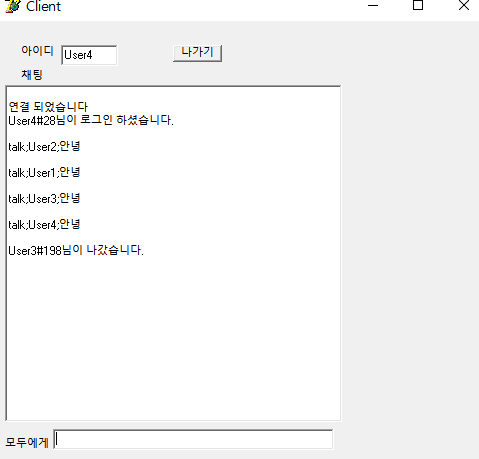 Client
아이디 User4 나가기
채팅
연결 되었습니다
User4#28님이 로그인 하셨습니다.
talk;User2;안녕
talk;User1;안녕
talk;User3;안녕
talk;User4;안녕
User3#198님이 나갔습니다.
모두에게